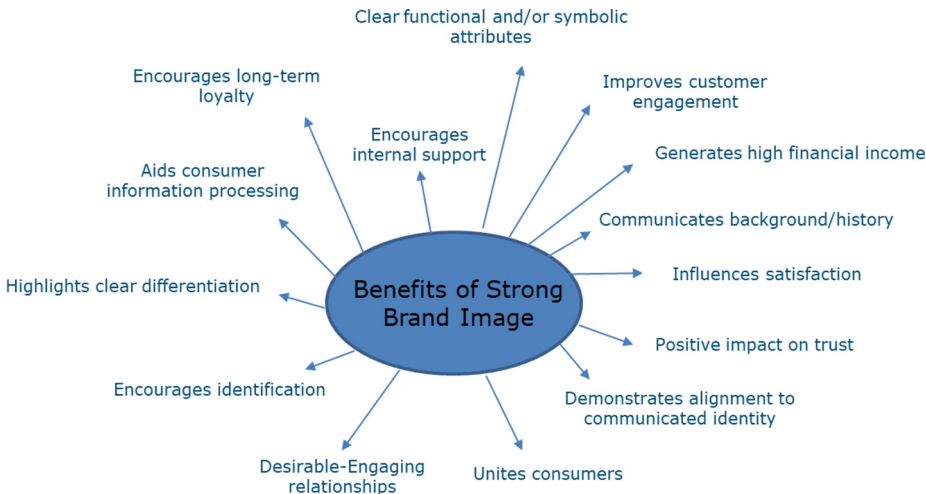 Clear functional and/or symbolic
attributes
Encourages long-term
loyalty
Improves customer
engagement
Encourages
internal support
Generates high financial income
Aids consumer
information processing
Communicates background/history
Highlights clear differentiation
Benefits of Strong
Brand Image
Influences satisfaction
Positive impact on trust
Encourages identification
Demonstrates alignment to
communicated identity
Desirable-Engaging
relationships
Unites consumers